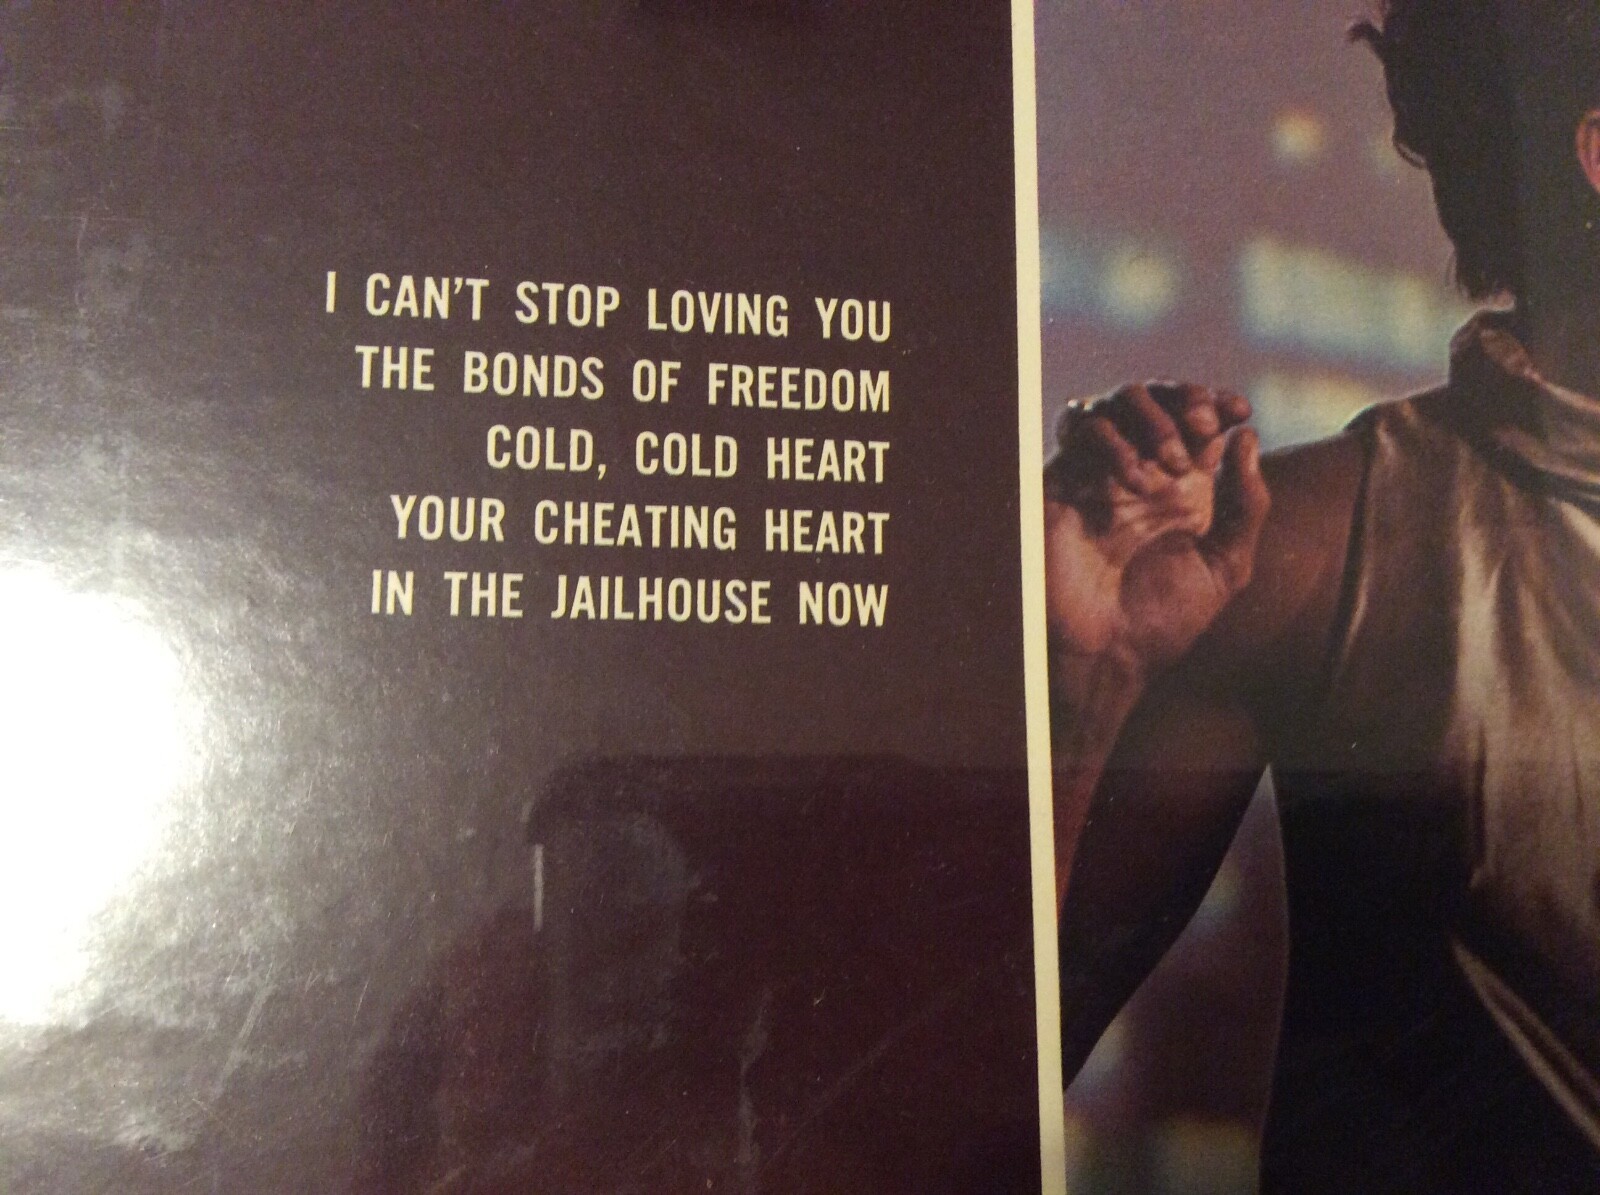 I CAN'T STOP LOVING YOU
THE BONDS OF FREEDOM
COLD, COLD HEART
YOUR CHEATING HEART
IN THE JAILHOUSE NOW